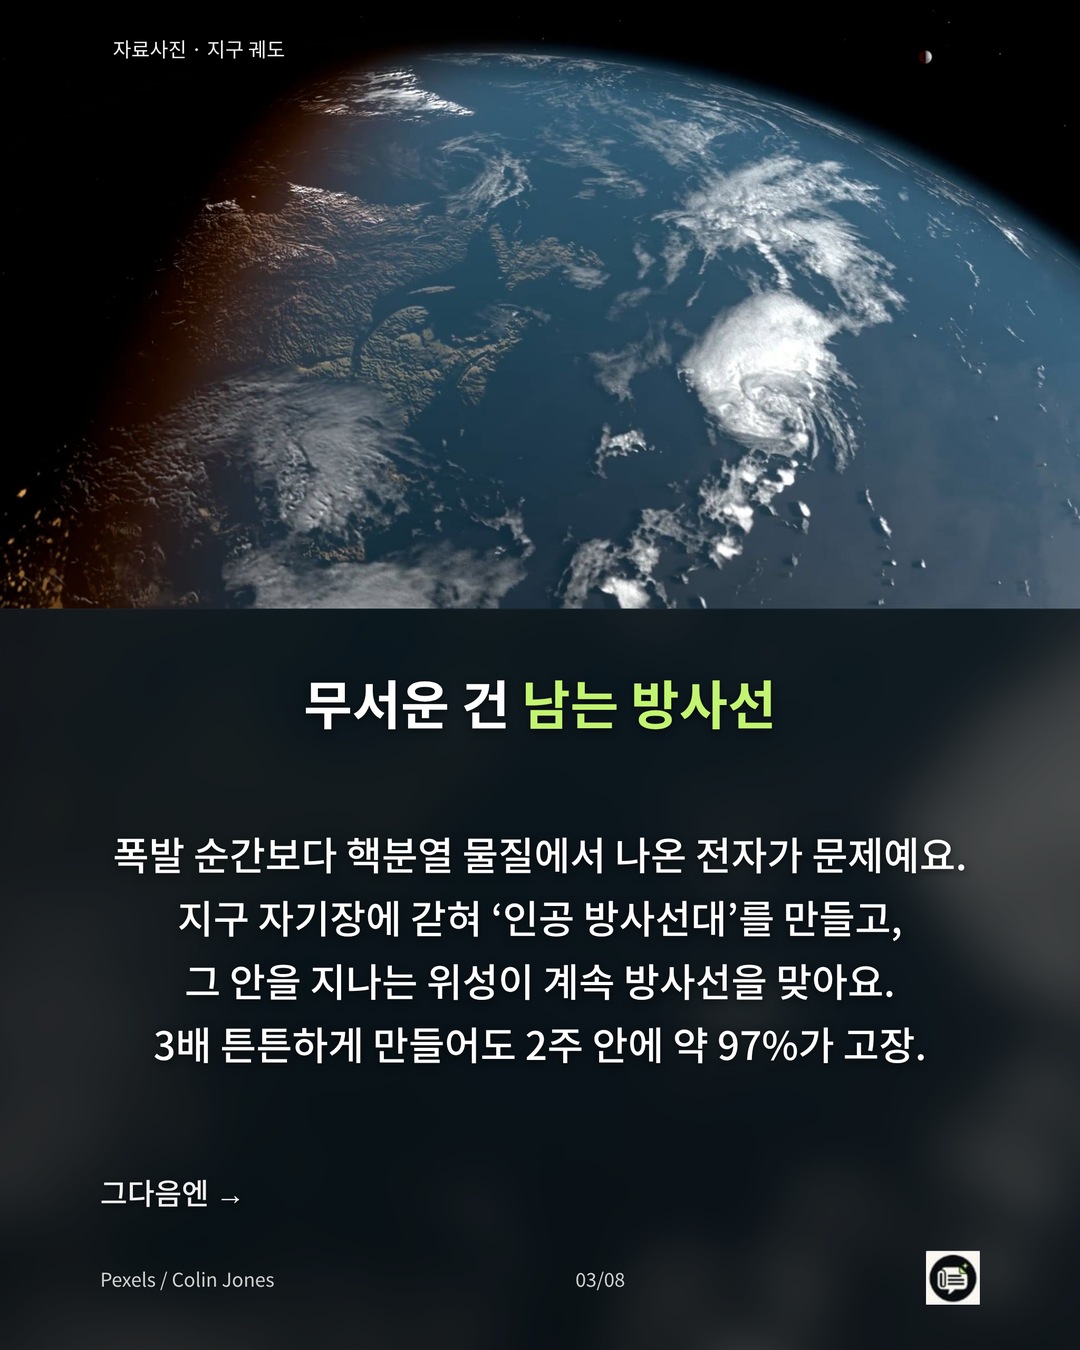 자료사진 · 지구 궤도
무서운 건 남는 방사선
폭발 순간보다 핵분열 물질에서 나온 전자가 문제예요.
지구 자기장에 갇혀 ‘인공 방사선대’를 만들고,
그 안을 지나는 위성이 계속 방사선을 맞아요.
3배 튼튼하게 만들어도 2주 안에 약 97%가 고장.
그다음엔 →
Pexels / Colin Jones
03/08